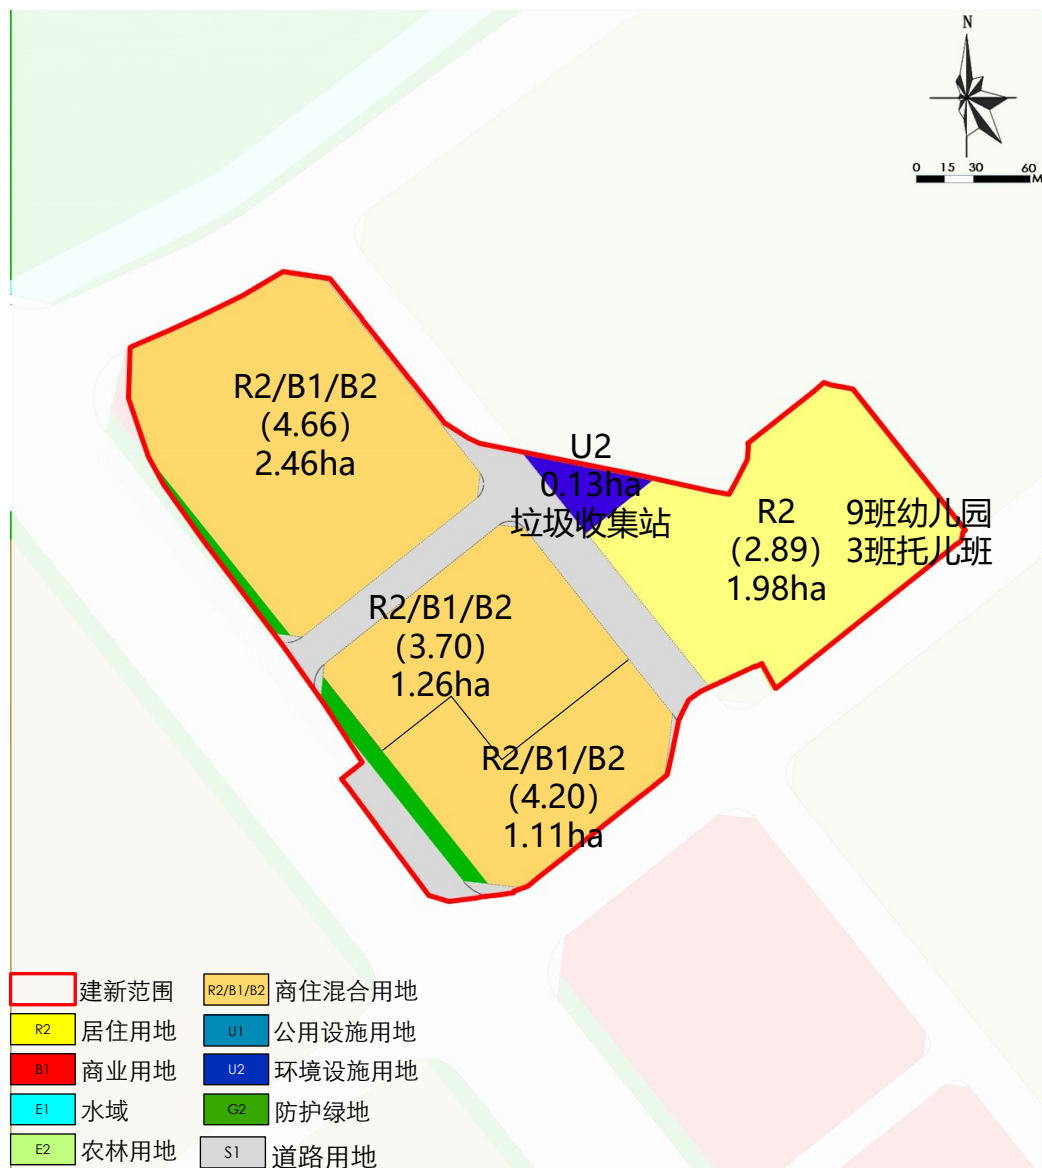 N
0 15 30 60
M
R2/B1/B2
（4.66）
2.46ha
U2
0.13ha
垃圾收集站
R2
（2.89）
1.98ha
9班幼儿园
3班托儿班
R2/B1/B2
（3.70）
1.26ha
R2/B1/B2
（4.20）
1.11ha
建新范围
R2/B1/B2 商住混合用地
R2 居住用地
U1 公用设施用地
B1 商业用地
U2 环境设施用地
E1 水域
G2 防护绿地
E2 农林用地
S1 道路用地